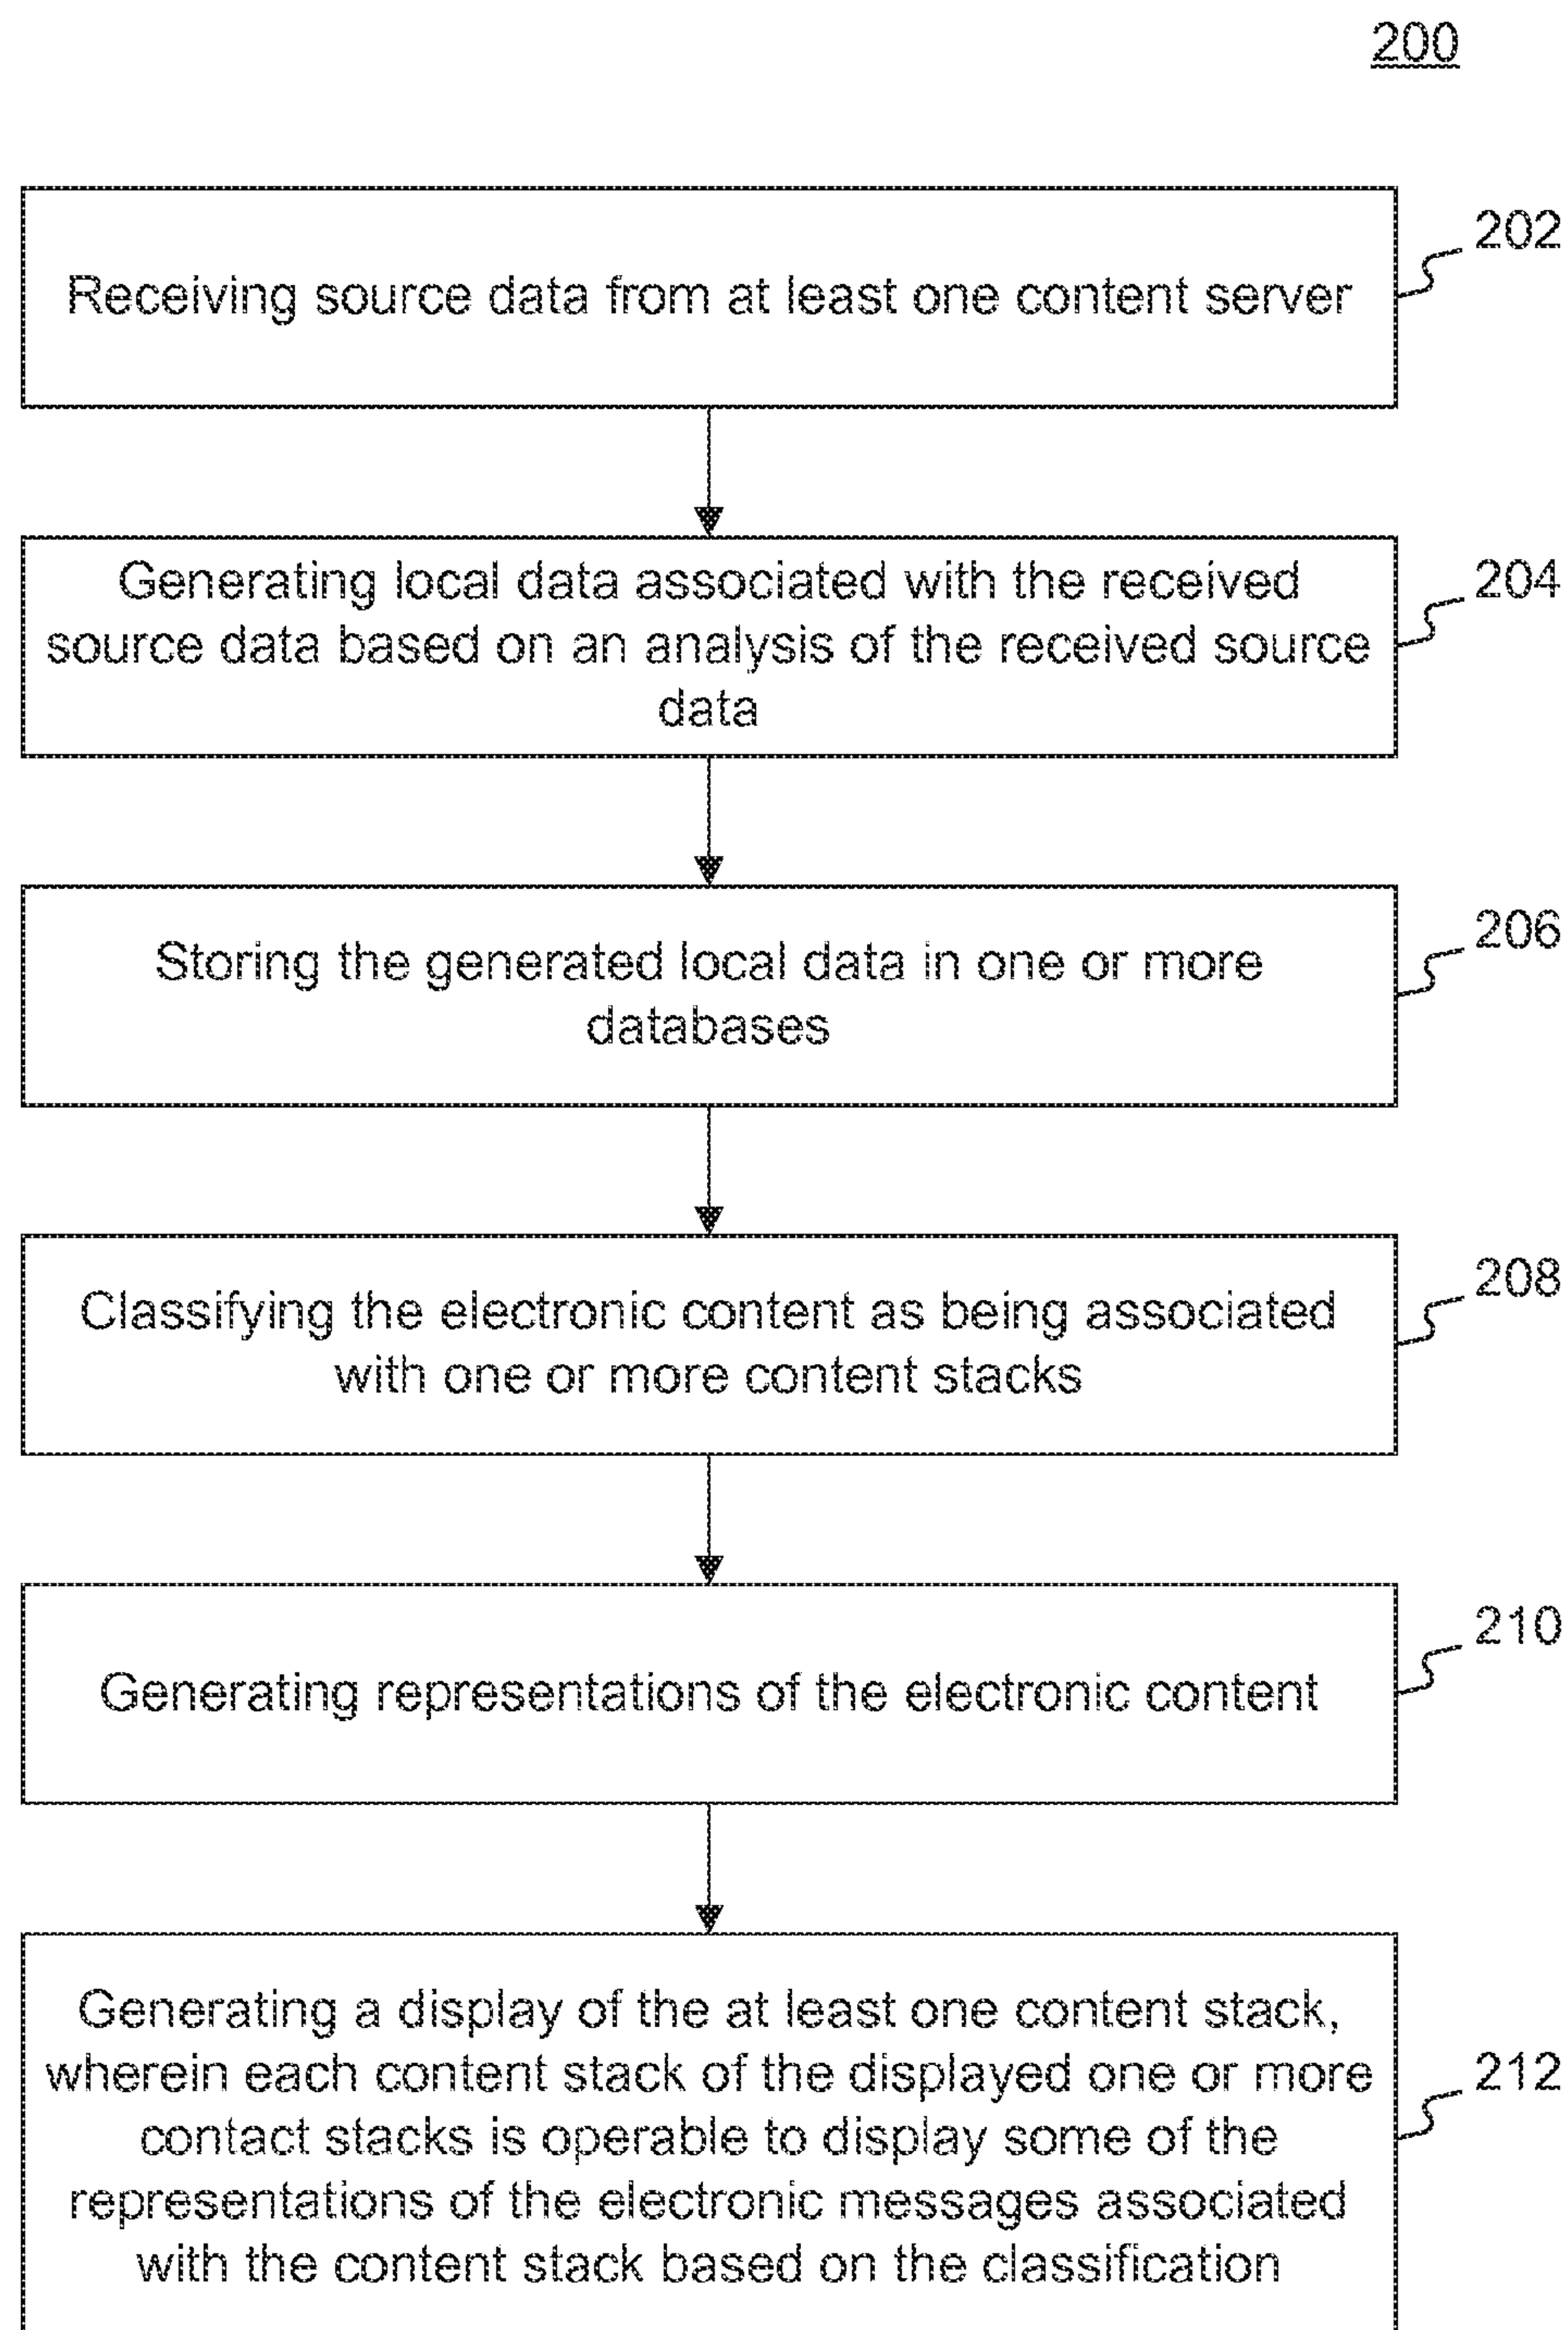 200
Receiving source data from at least one content server
202
Generating local data associated with the received
source data based on an analysis of the received source
data
204
Storing the generated local data in one or more
databases
206
Classifying the electronic content as being associated
with one or more content stacks
208
Generating representations of the electronic content
210
Generating a display of the at least one content stack,
wherein each content stack of the displayed one or more
contact stacks is operable to display some of the
representations of the electronic messages associated
with the content stack based on the classification
212